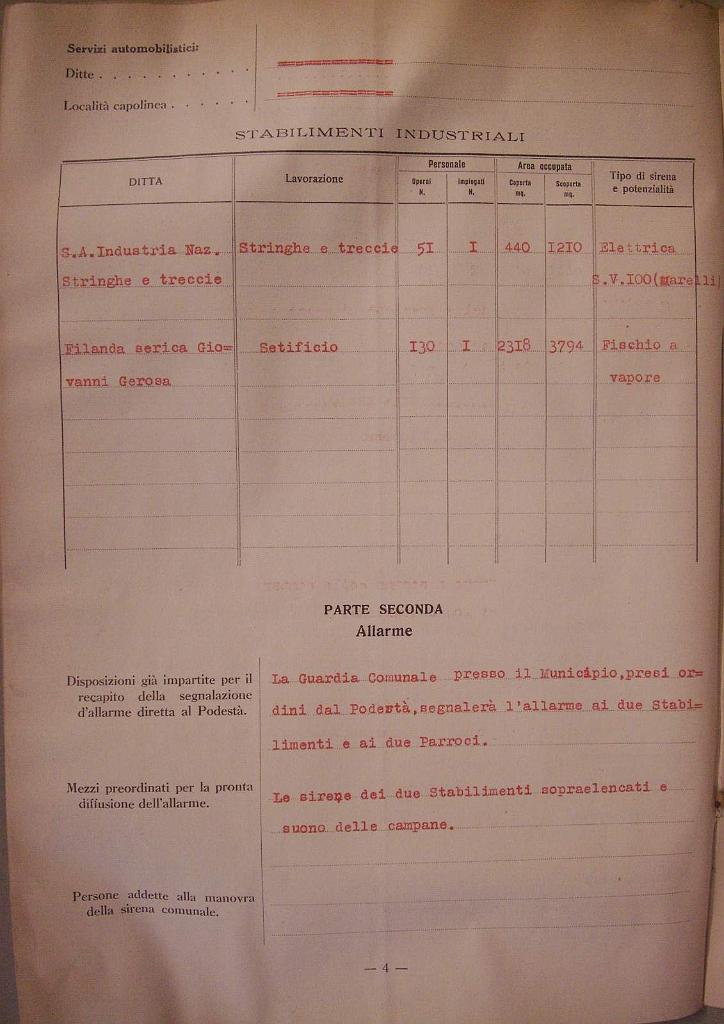 Servizi automobilistici:
Ditte . . . . . . . . . . .
Località capolinea . . . . . .
STABILIMENTI INDUSTRIALI
DITTA Lavorazione Personale Area occupata Tipo di sirena
e potenzialità
Operai Impiegati Coperta Scoperta
N. N. mq. mq.
S.A.Industria Naz. Stringhe e treccie 51 I 440 1210 Elettrica
Stringhe e treccie S.V.100(Marelli)
Filanda serica Gio= Setificio 130 I 2318 3794 Fischio a
vanni Gerosa vapore
PARTE SECONDA
Allarme
Disposizioni già impartite per il La Guardia Comunale presso il Municipio,presi or=
recapito della segnalazione
d'allarme diretta al Podestà. dini dal Podestà,segnalerà l'allarme ai due Stabi=
limenti e ai due Parroci.
Mezzi preordinati per la pronta Le sirene dei due Stabilimenti sopraelencati e
diffusione dell'allarme.
suono delle campane.
Persone addette alla manovra
della sirena comunale.
— 4 —